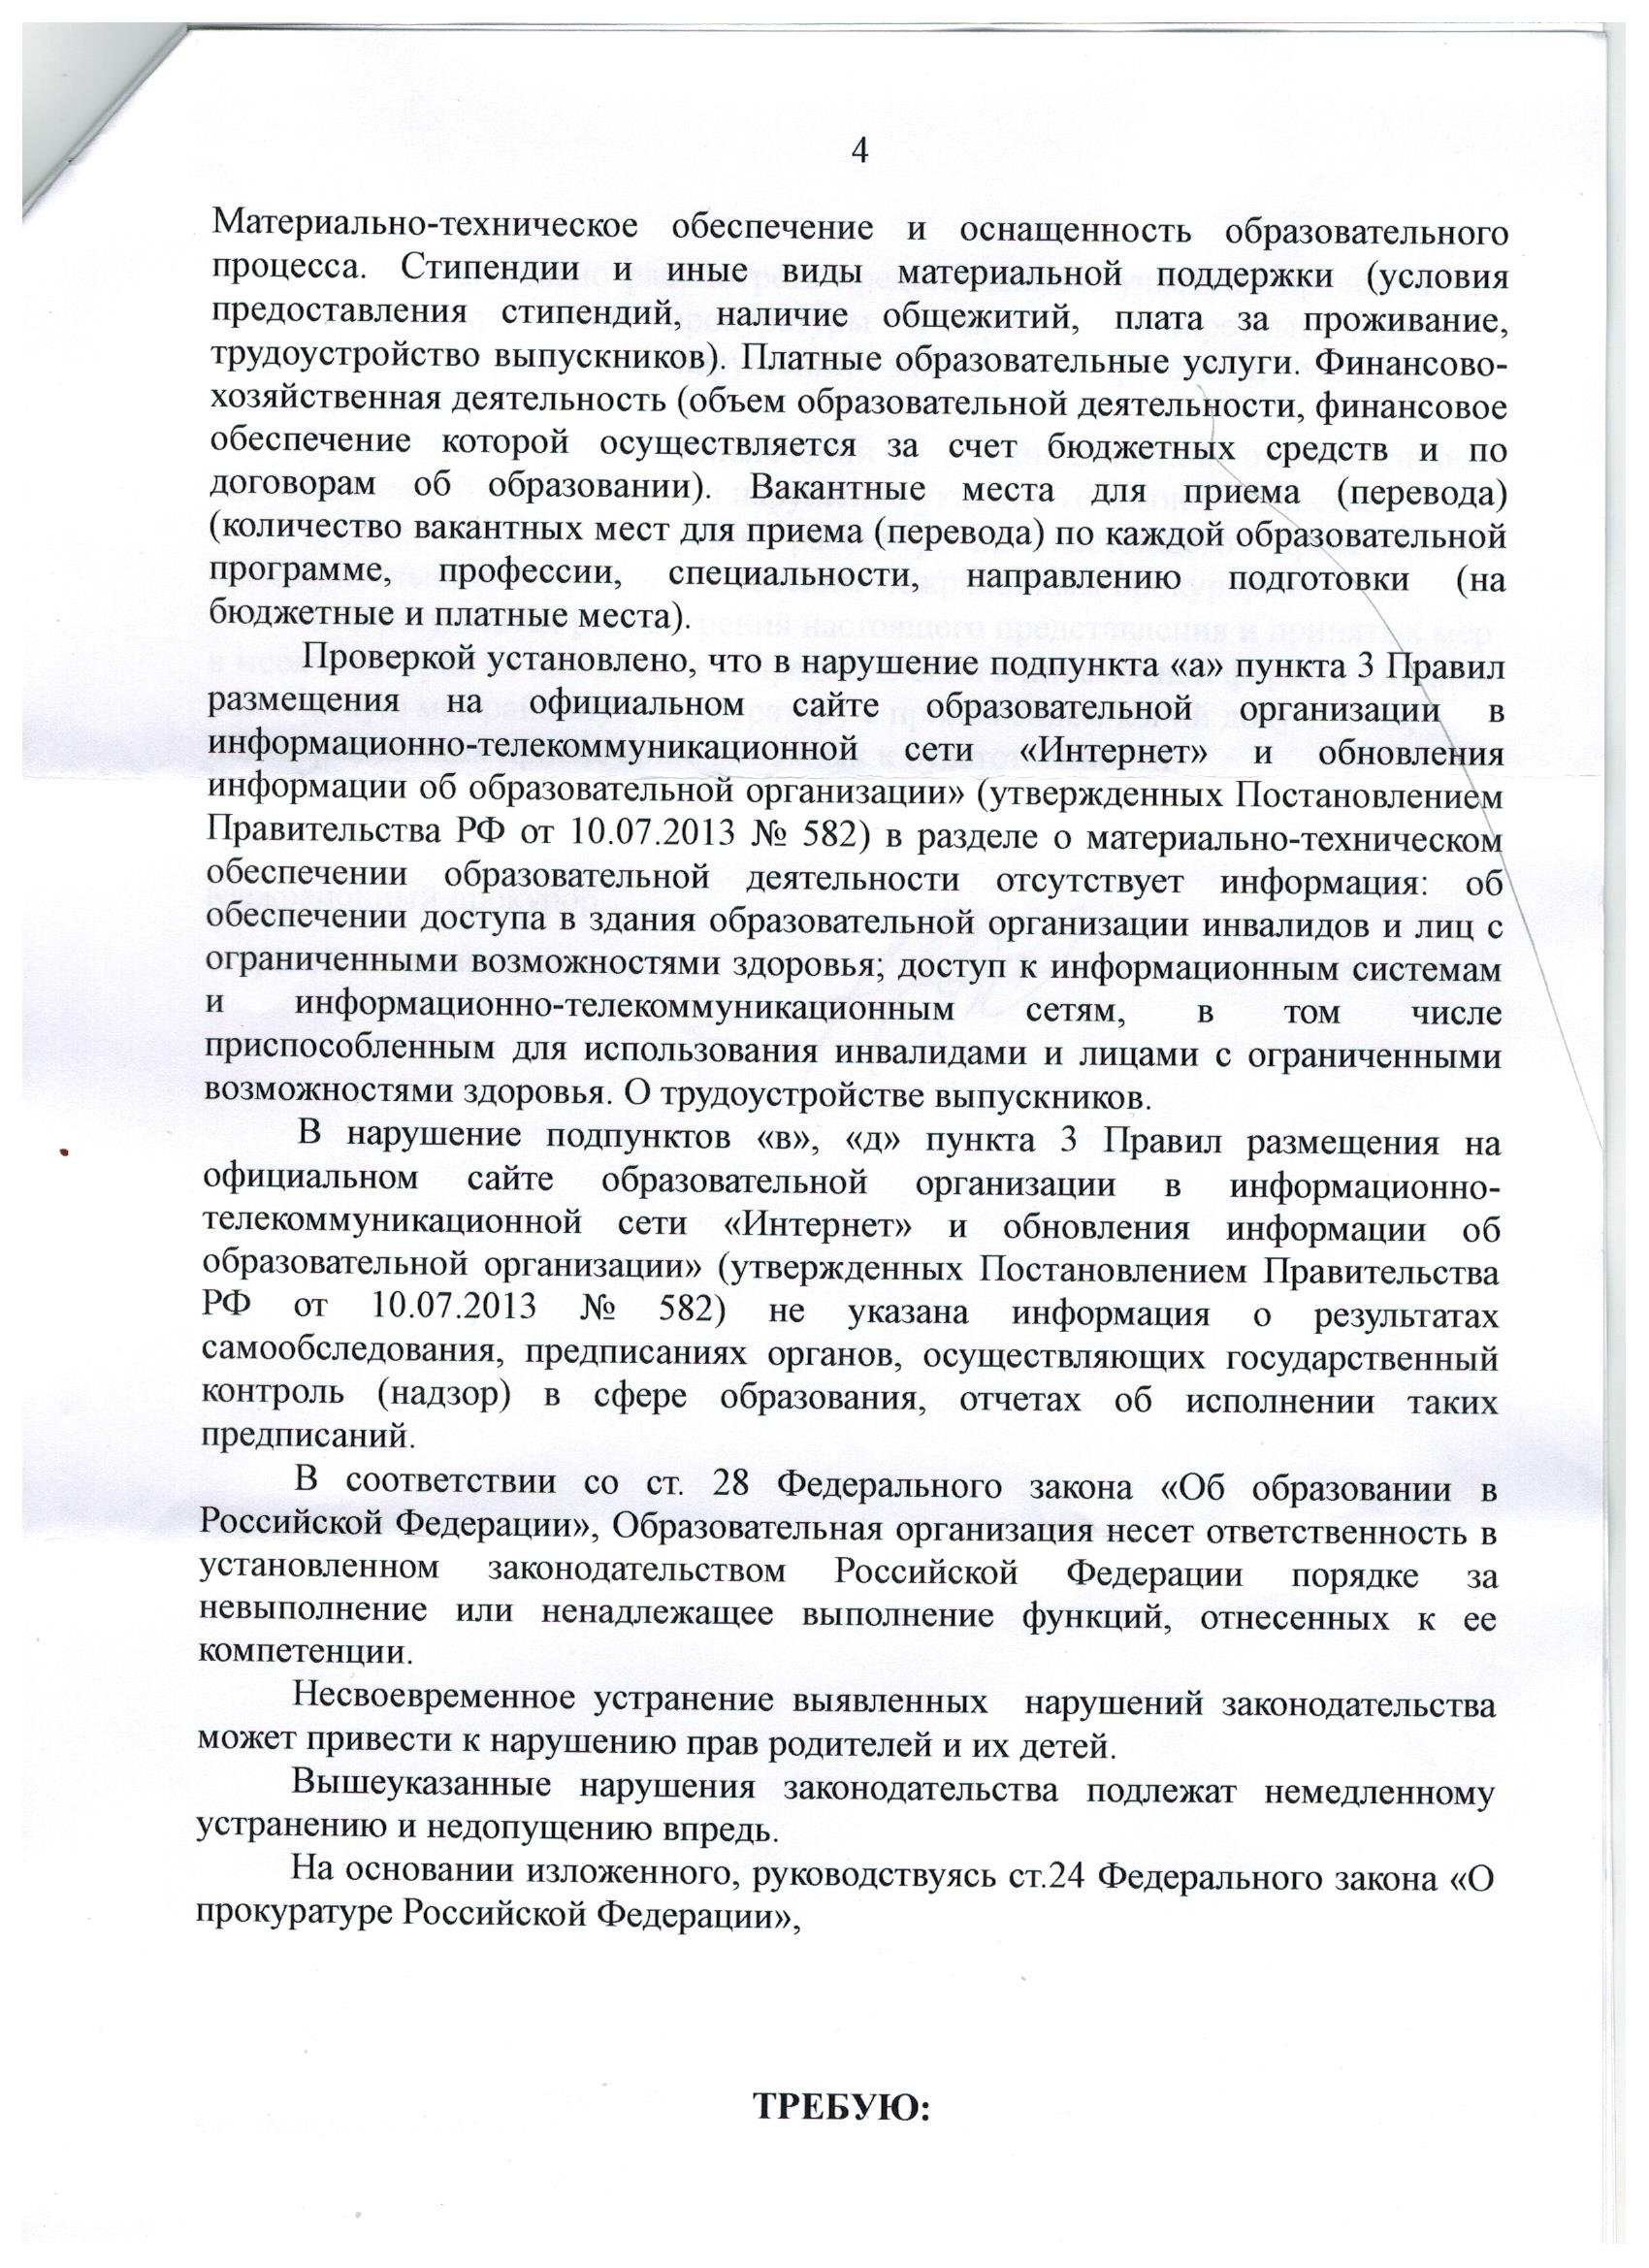 4
Материально-техническое обеспечение и оснащенность образовательного
процесса. Стипендии и иные виды материальной поддержки (условия
предоставления стипендий, наличие общежитий, плата за проживание,
трудоустройство выпускников). Платные образовательные услуги. Финансово-
хозяйственная деятельность (объем образовательной деятельности, финансовое
обеспечение которой осуществляется за счет бюджетных средств и по
договорам об образовании). Вакантные места для приема (перевода)
(количество вакантных мест для приема (перевода) по каждой образовательной
программе, профессии, специальности, направлению подготовки (на
бюджетные и платные места).
Проверкой установлено, что в нарушение подпункта «а» пункта 3 Правил
размещения на официальном сайте образовательной организации в
информационно-телекоммуникационной сети «Интернет» и обновления
информации об образовательной организации» (утвержденных Постановлением
Правительства РФ от 10.07.2013 № 582) в разделе о материально-техническом
обеспечении образовательной деятельности отсутствует информация: об
обеспечении доступа в здания образовательной организации инвалидов и лиц с
ограниченными возможностями здоровья; доступ к информационным системам
и информационно-телекоммуникационным сетям, в том числе
приспособленным для использования инвалидами и лицами с ограниченными
возможностями здоровья. О трудоустройстве выпускников.
В нарушение подпунктов «в», «д» пункта 3 Правил размещения на
официальном сайте образовательной организации в информационно-
телекоммуникационной сети «Интернет» и обновления информации об
образовательной организации» (утвержденных Постановлением Правительства
РФ от 10.07.2013 № 582) не указана информация о результатах
самообследования, предписаниях органов, осуществляющих государственный
контроль (надзор) в сфере образования, отчетах об исполнении таких
предписаний.
В соответствии со ст. 28 Федерального закона «Об образовании в
Российской Федерации», Образовательная организация несет ответственность в
установленном законодательством Российской Федерации порядке за
невыполнение или ненадлежащее выполнение функций, отнесенных к ее
компетенции.
Несвоевременное устранение выявленных нарушений законодательства
может привести к нарушению прав родителей и их детей.
Вышеуказанные нарушения законодательства подлежат немедленному
устранению и недопущению впредь.
На основании изложенного, руководствуясь ст.24 Федерального закона «О
прокуратуре Российской Федерации»,
ТРЕБУЮ: